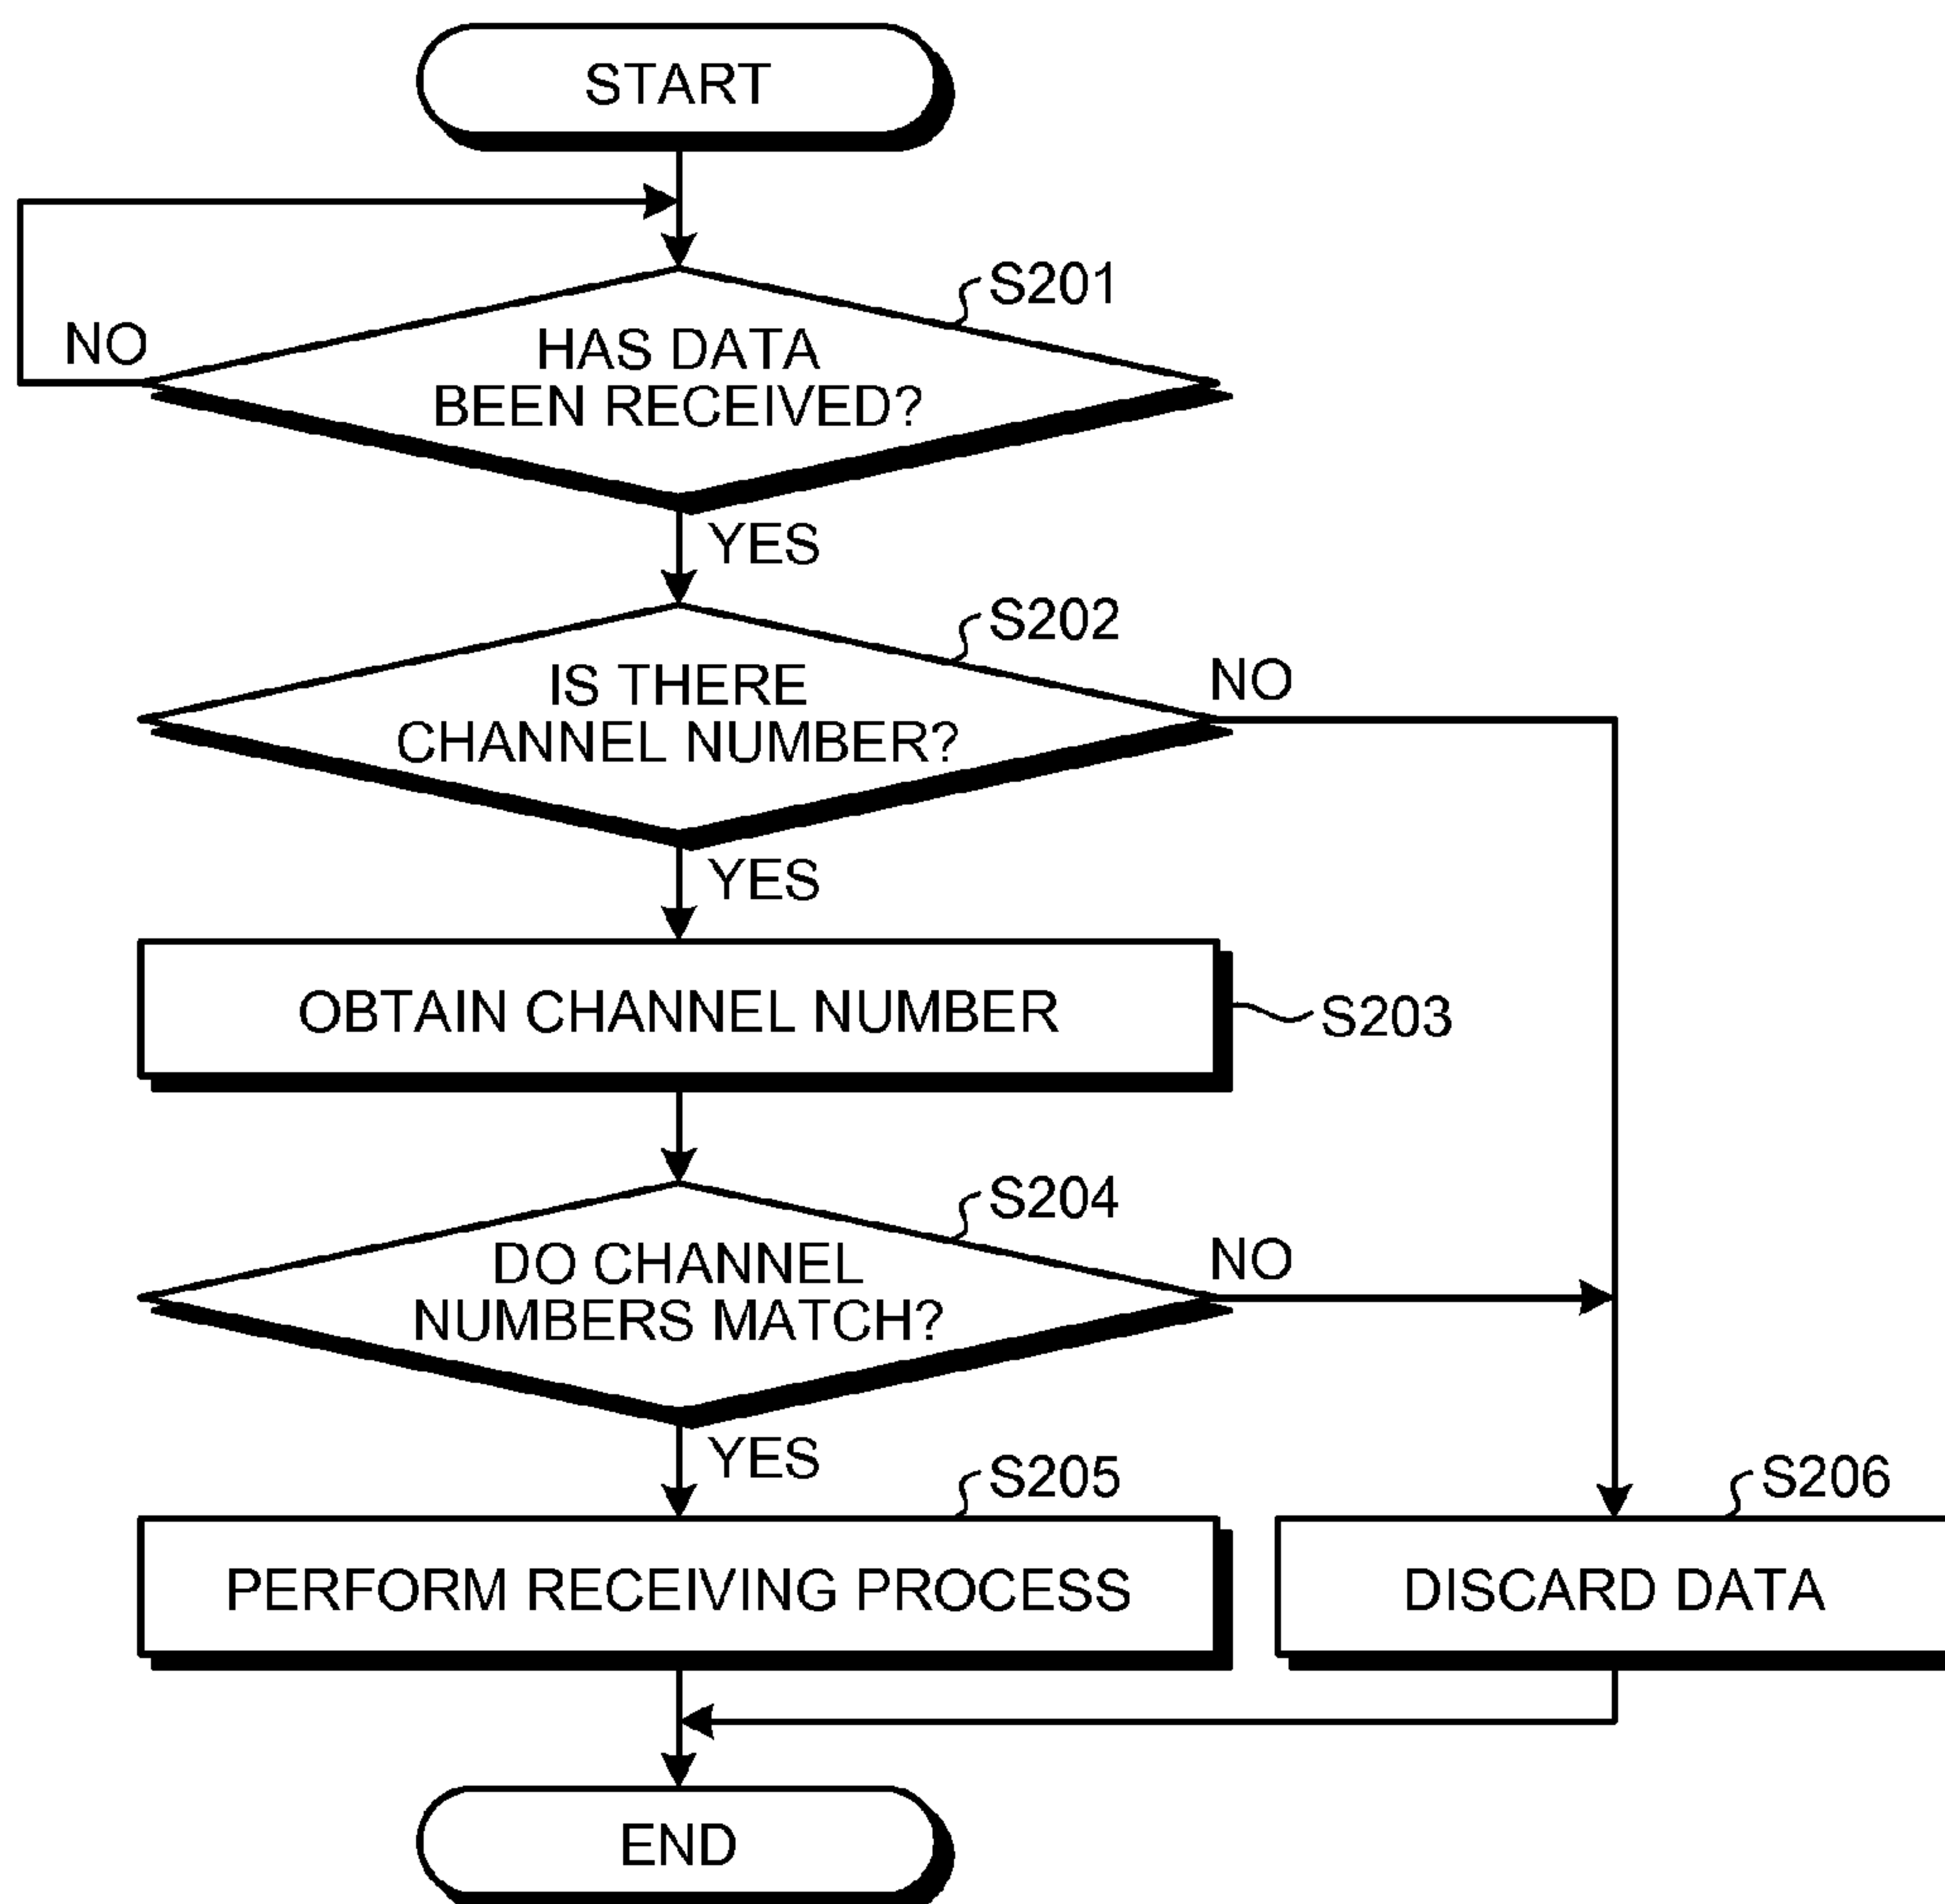 START
S201
NO
HAS DATA
BEEN RECEIVED?
YES
S202
NO
IS THERE
CHANNEL NUMBER?
YES
OBTAIN CHANNEL NUMBER
S203
S204
NO
DO CHANNEL
NUMBERS MATCH?
YES
S205
S206
PERFORM RECEIVING PROCESS
DISCARD DATA
END